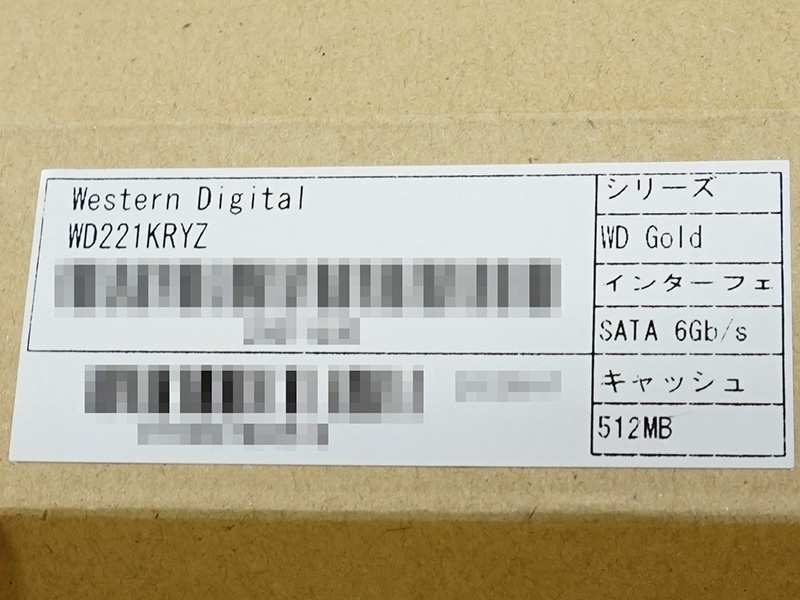 Western Digital
WD221KRYZ
シリーズ
WD Gold
インターフェ
SATA 6Gb/s
キャッシュ
512MB